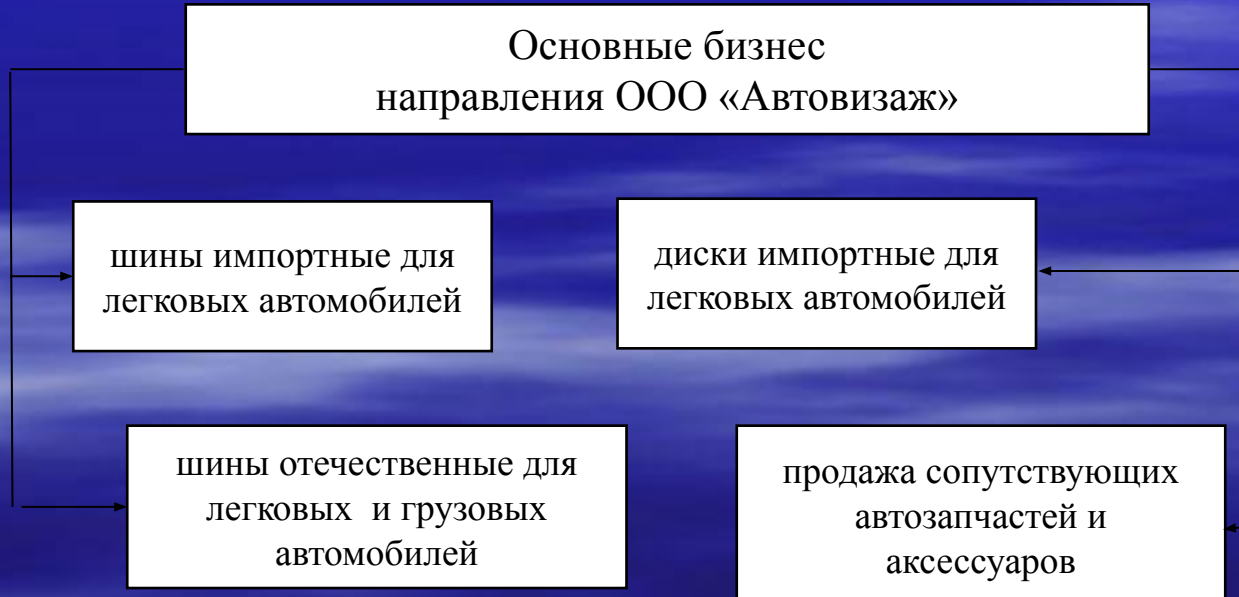 Основные бизнес
направления ООО «Автовизаж»
шины импортные для
легковых автомобилей
диски импортные для
легковых автомобилей
шины отечественные для
легковых и грузовых
автомобилей
продажа сопутствующих
автозапчастей и
аксессуаров